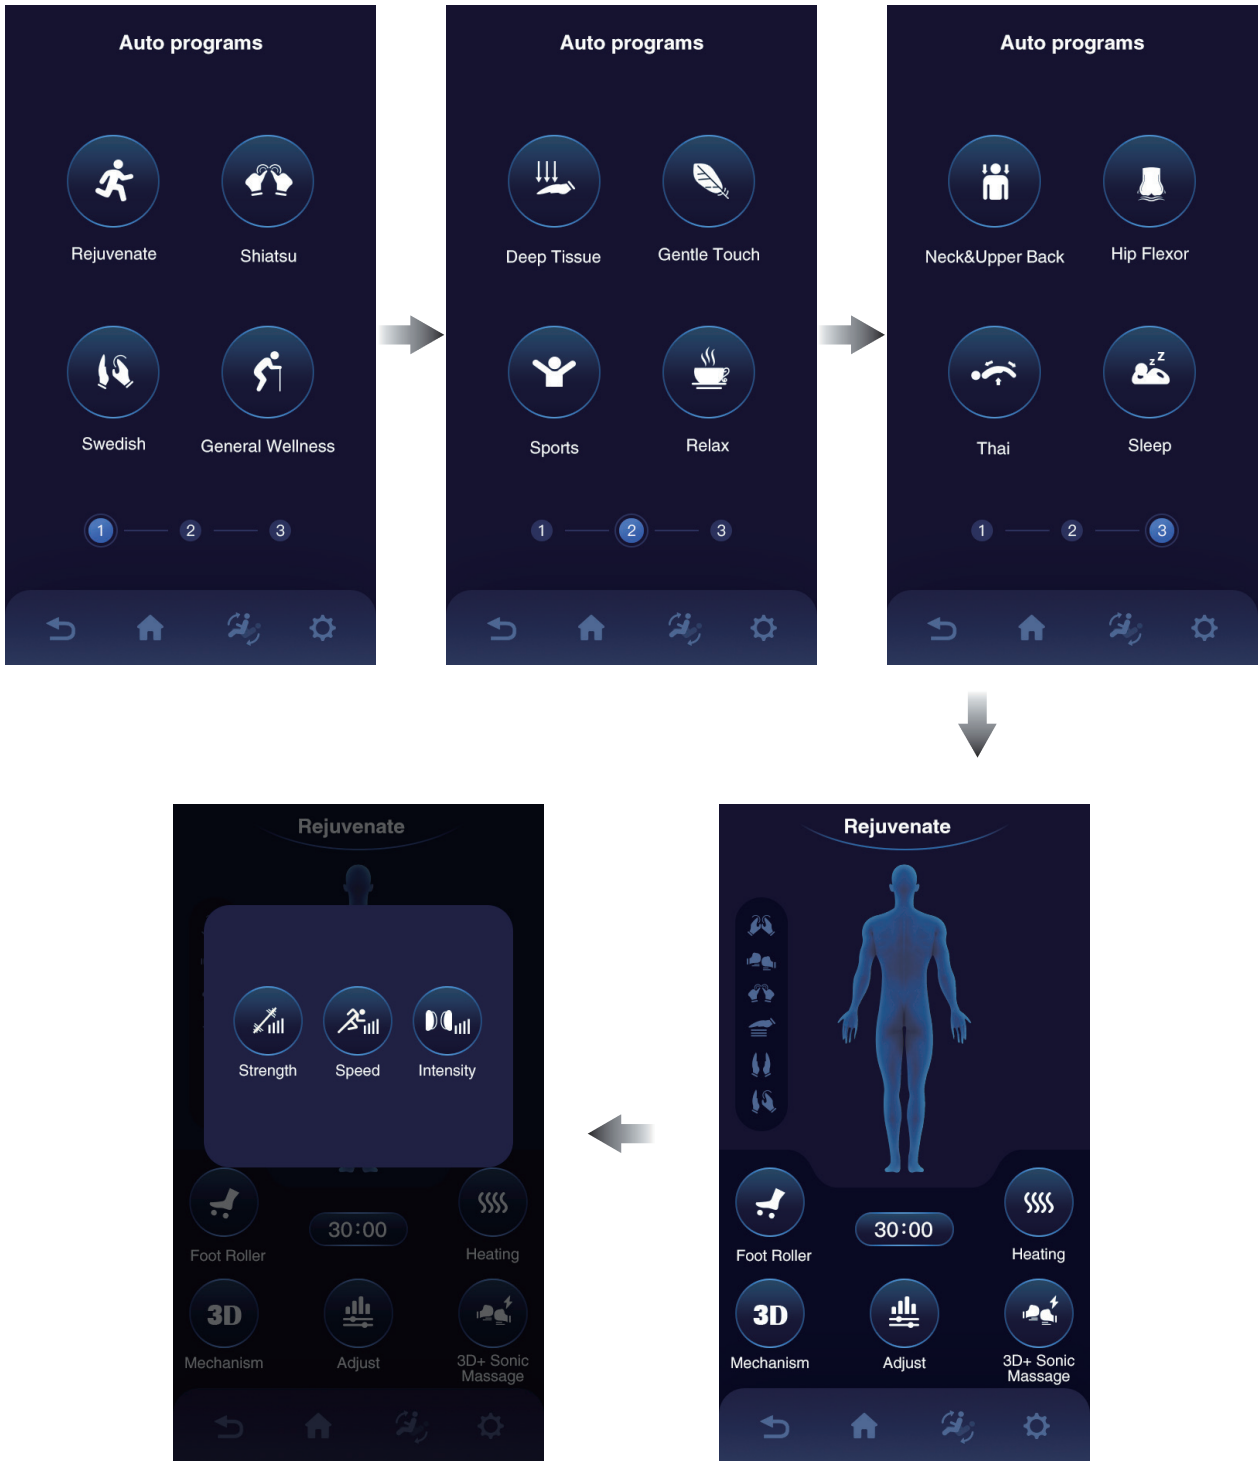 Auto programs
Rejuvenate
Shiatsu
Swedish
General Wellness
1
2
3
Auto programs
Deep Tissue
Gentle Touch
Sports
Relax
1
2
3
Auto programs
Neck&Upper Back
Hip Flexor
Thai
z Z
Sleep
1
2
3
Rejuvenate
Strength
Speed
Intensity
Foot Roller
30:00
Heating
3D
Mechanism
Adjust
3D+ Sonic
Massage
Rejuvenate
Foot Roller
30:00
Heating
3D
Mechanism
Adjust
3D+ Sonic
Massage